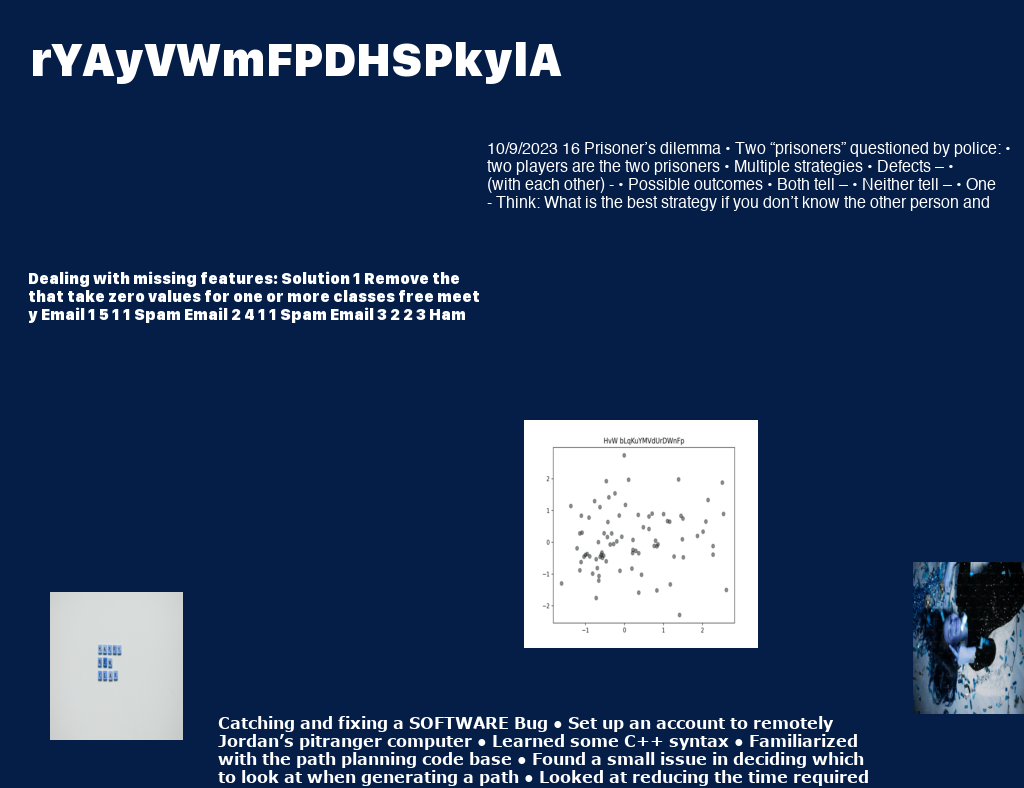 rYAyVWmFPDHSPkylA
10/9/2023 16 Prisoner’s dilemma • Two “prisoners” questioned by police: •
two players are the two prisoners • Multiple strategies • Defects – •
(with each other) - • Possible outcomes • Both tell – • Neither tell – • One
- Think: What is the best strategy if you don’t know the other person and
Dealing with missing features: Solution 1 Remove the
that take zero values for one or more classes free meet
y Email 1 5 1 1 Spam Email 2 4 1 1 Spam Email 3 2 2 3 Ham
HvW bLqKuYMVdUrDWnFp
2
1
0
−1
−2
−1 0 1 2
Catching and fixing a SOFTWARE Bug ● Set up an account to remotely
Jordan’s pitranger computer ● Learned some C++ syntax ● Familiarized
with the path planning code base ● Found a small issue in deciding which
to look at when generating a path ● Looked at reducing the time required